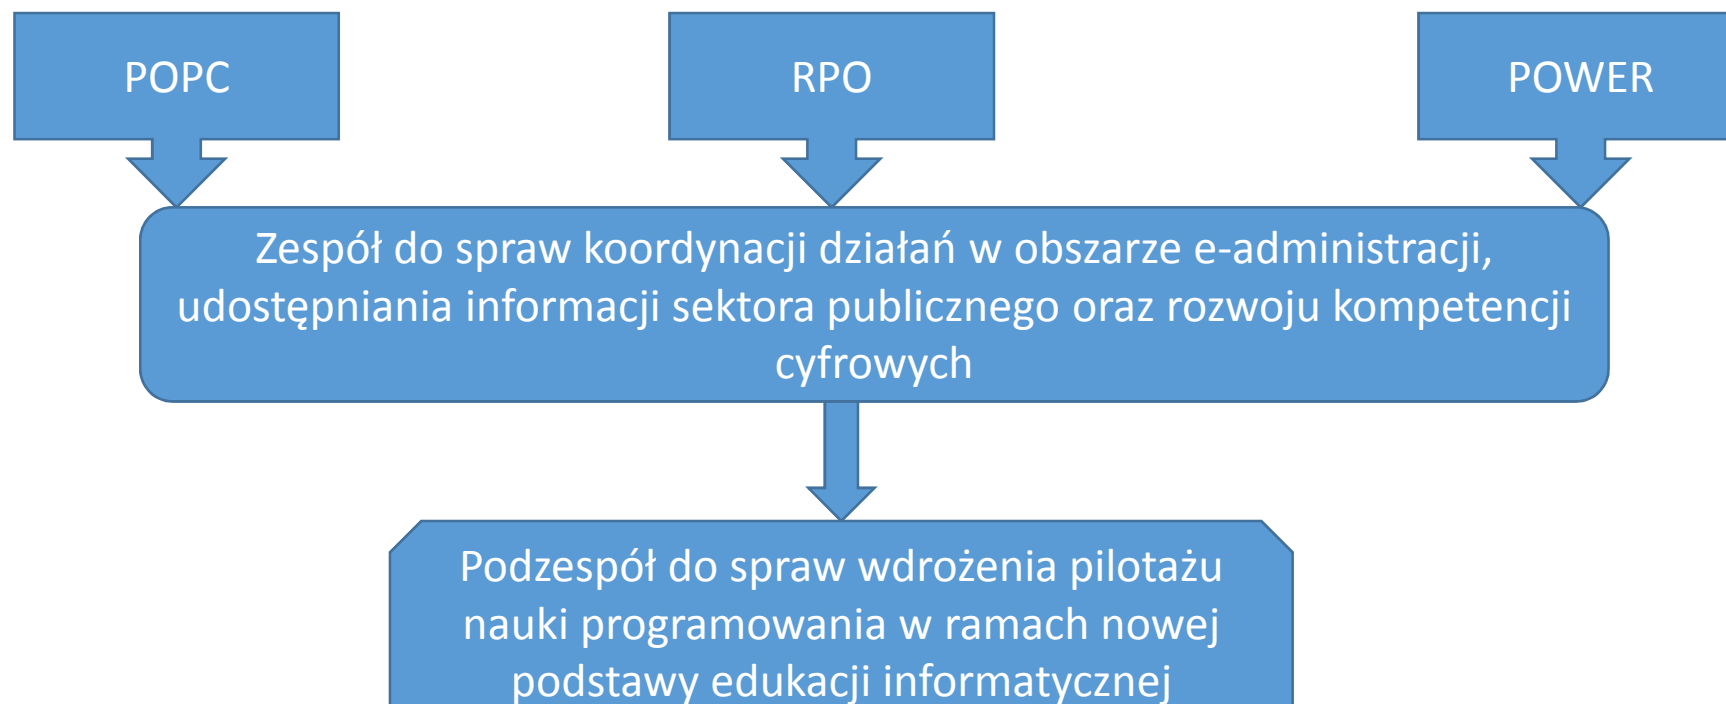 POPC
RPO
POWER
Zespół do spraw koordynacji działań w obszarze e-administracji,
udostępniania informacji sektora publicznego oraz rozwoju kompetencji
cyfrowych
Podzespół do spraw wdrożenia pilotażu
nauki programowania w ramach nowej
podstawy edukacji informatycznej